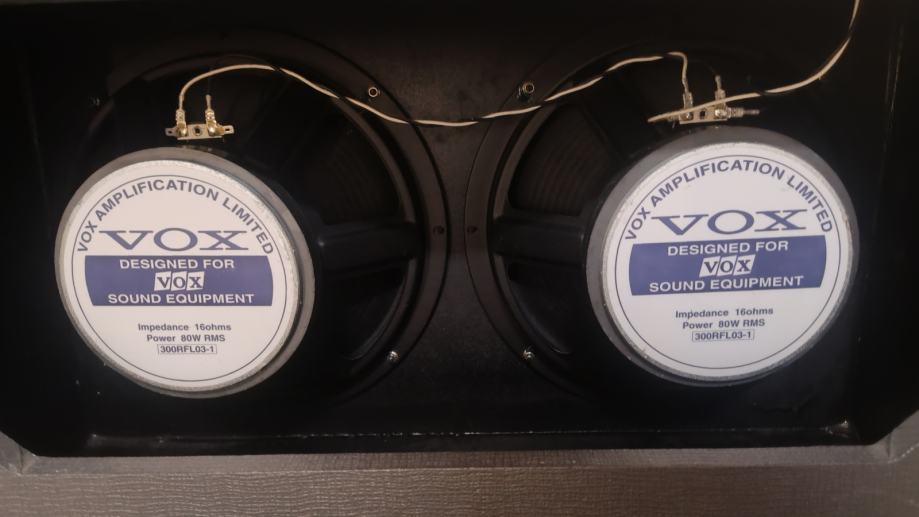 VOX AMPLIFICATION LIMITED
VOX
DESIGNED FOR
VOX
SOUND EQUIPMENT
Impedance 16ohms
Power 80W RMS
300RFL03-1
VOX AMPLIFICATION LIMITED
VOX
DESIGNED FOR
VOX
SOUND EQUIPMENT
Impedance 16ohms
Power 80W RMS
300RFL03-1